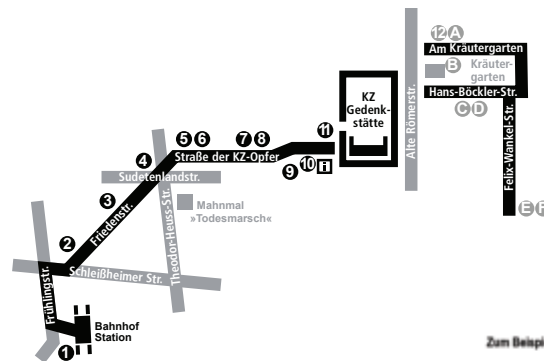 12 A
Am Kräutergarten
B
Kräuter-
garten
Hans-Böckler-Str.
C D
Felix-Wankel-Str.
E F
Alte Römerstr.
KZ
Gedenk-
stätte
11
5 6
7 8
Straße der KZ-Opfer
9
10 i
4
Sudetenlandstr.
3
Friedenstr.
Theodor-Heuss-Str.
Mahnmal
»Todesmarsch«
2
Schleißheimer Str.
Frühlingstr.
Bahnhof
Station
1
Zum Beispi